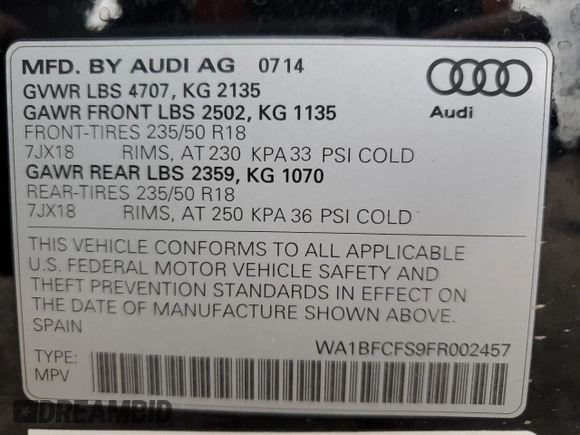 MFD. BY AUDI AG 0714
GVWR LBS 4707, KG 2135
GAWR FRONT LBS 2502, KG 1135
Audi
FRONT-TIRES 235/50 R18
7JX18 RIMS, AT 230 KPA 33 PSI COLD
GAWR REAR LBS 2359, KG 1070
REAR-TIRES 235/50 R18
7JX18 RIMS, AT 250 KPA 36 PSI COLD
THIS VEHICLE CONFORMS TO ALL APPLICABLE
U.S. FEDERAL MOTOR VEHICLE SAFETY AND
THEFT PREVENTION STANDARDS IN EFFECT ON
THE DATE OF MANUFACTURE SHOWN ABOVE.
SPAIN
WA1BFCFS9FR002457
TYPE:
MPV
DREAMBID